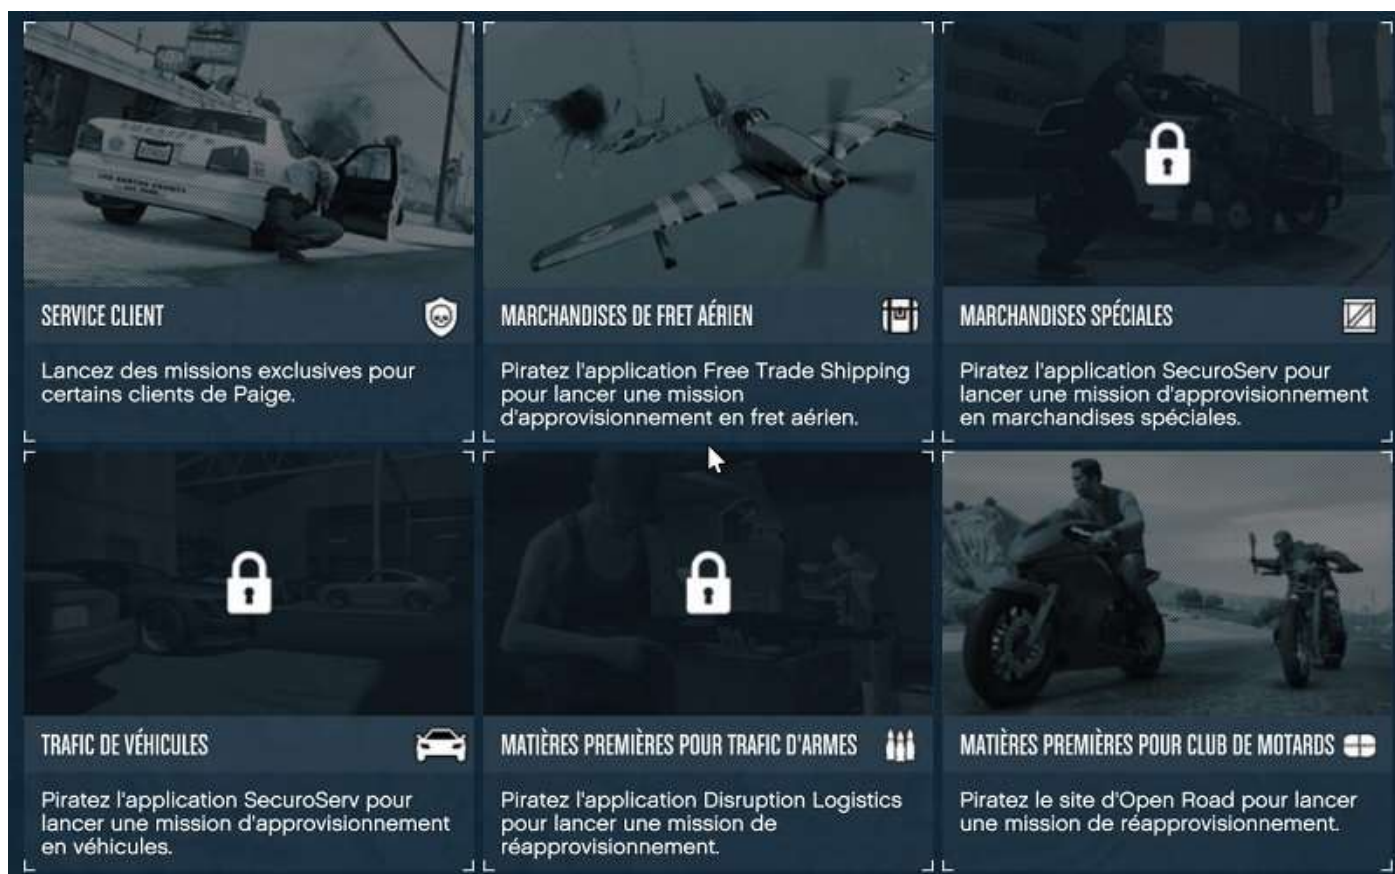 SERVICE CLIENT
Lancez des missions exclusives pour
certains clients de Paige.
MARCHANDISES DE FRET AÉRIEN
Piratez l'application Free Trade Shipping
pour lancer une mission
d'approvisionnement en fret aérien.
MARCHANDISES SPÉCIALES
Piratez l'application SecuroServ pour
lancer une mission d'approvisionnement
en marchandises spéciales.
TRAFIC DE VÉHICULES
Piratez l'application SecuroServ pour
lancer une mission d'approvisionnement
en véhicules.
MATIÈRES PREMIÈRES POUR TRAFIC D'ARMES
Piratez l'application Disruption Logistics
pour lancer une mission de
réapprovisionnement.
MATIÈRES PREMIÈRES POUR CLUB DE MOTARDS
Piratez le site d'Open Road pour lancer
une mission de réapprovisionnement.